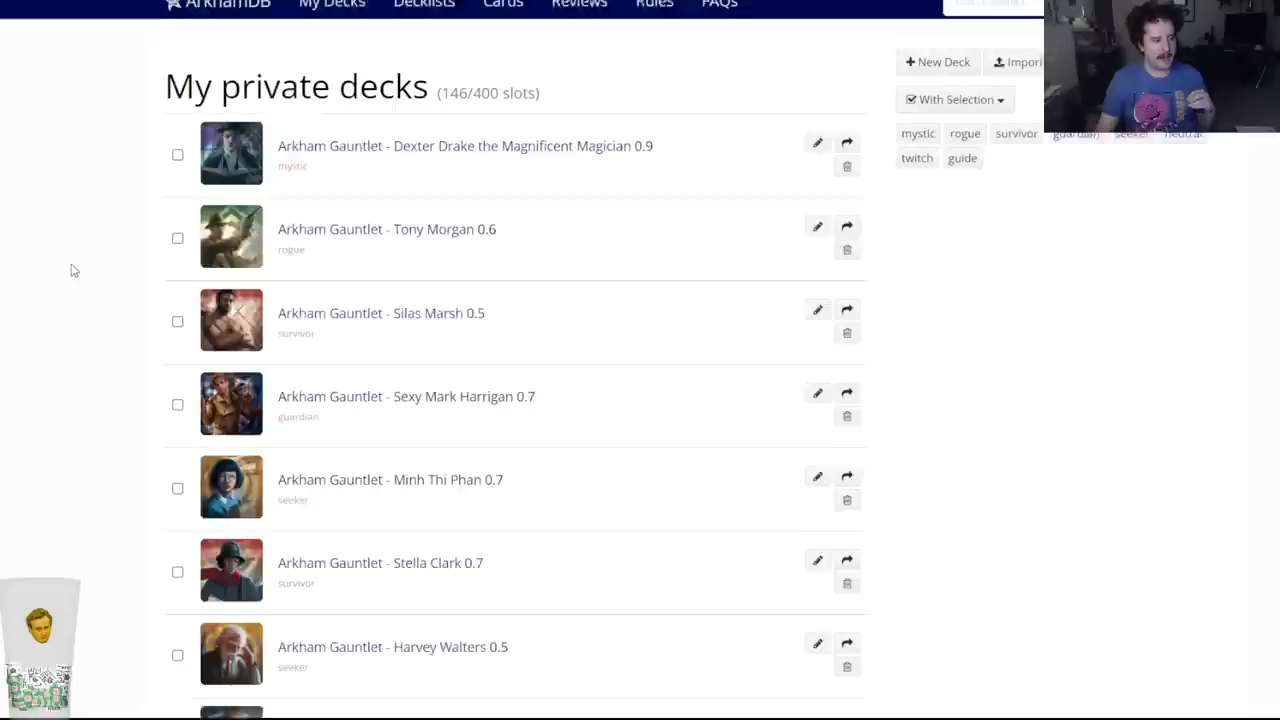 ArkhamDB My Decks Decklists Cards Reviews Rules FAQs
My private decks (146/400 slots)
New Deck
Impor
With Selection
mystic rogue survivor guardian seeker neutral
twitch guide
Arkham Gauntlet - Dexter Drake the Magnificent Magician 0.9
mystic
Arkham Gauntlet - Tony Morgan 0.6
rogue
Arkham Gauntlet - Silas Marsh 0.5
survivor
Arkham Gauntlet - Sexy Mark Harrigan 0.7
guardian
Arkham Gauntlet - Minh Thi Phan 0.7
seeker
Arkham Gauntlet - Stella Clark 0.7
survivor
Arkham Gauntlet - Harvey Walters 0.5
seeker